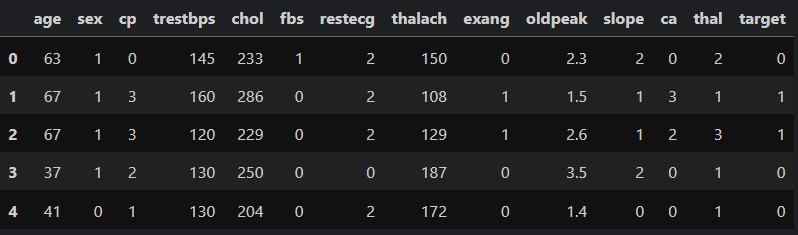 age sex cp trestbps chol fbs restecg thalach exang oldpeak slope ca thal target
0 63 1 0 145 233 1 2 150 0 2.3 2 0 2 0
1 67 1 3 160 286 0 2 108 1 1.5 1 3 1 1
2 67 1 3 120 229 0 2 129 1 2.6 1 2 3 1
3 37 1 2 130 250 0 0 187 0 3.5 2 0 1 0
4 41 0 1 130 204 0 2 172 0 1.4 0 0 1 0